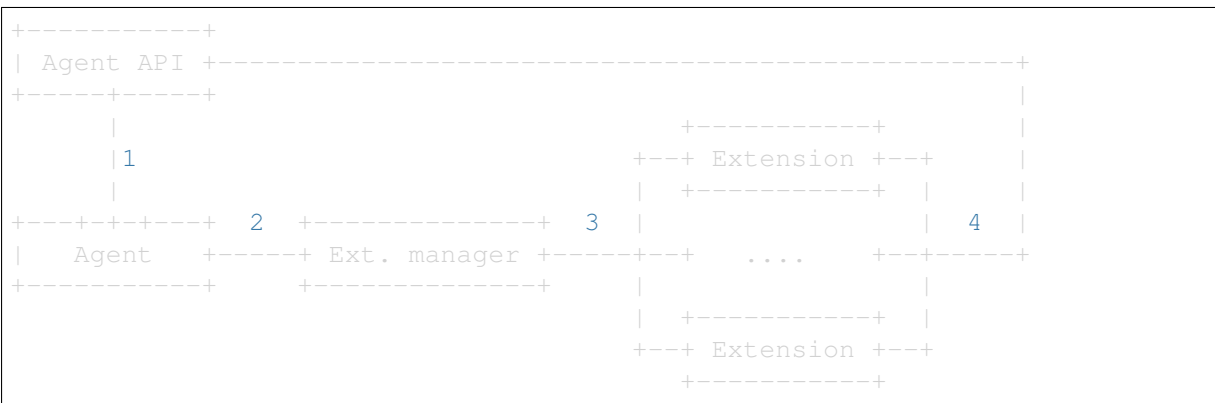 +-----------+
| Agent API +--------------------------------------------------+
+-----+-----+                                                  |
      |                                   +-----------+        |
      |1                               +--+ Extension +--+     |
      |                                |  +-----------+  |     |
+---+-+-+---+  2  +--------------+  3  |                 |  4  |
|   Agent   +-----+ Ext. manager +-----+--+   ....    +--+-----+
+-----------+     +--------------+     |                 |
                                       |  +-----------+  |
                                       +--+ Extension +--+
                                          +-----------+